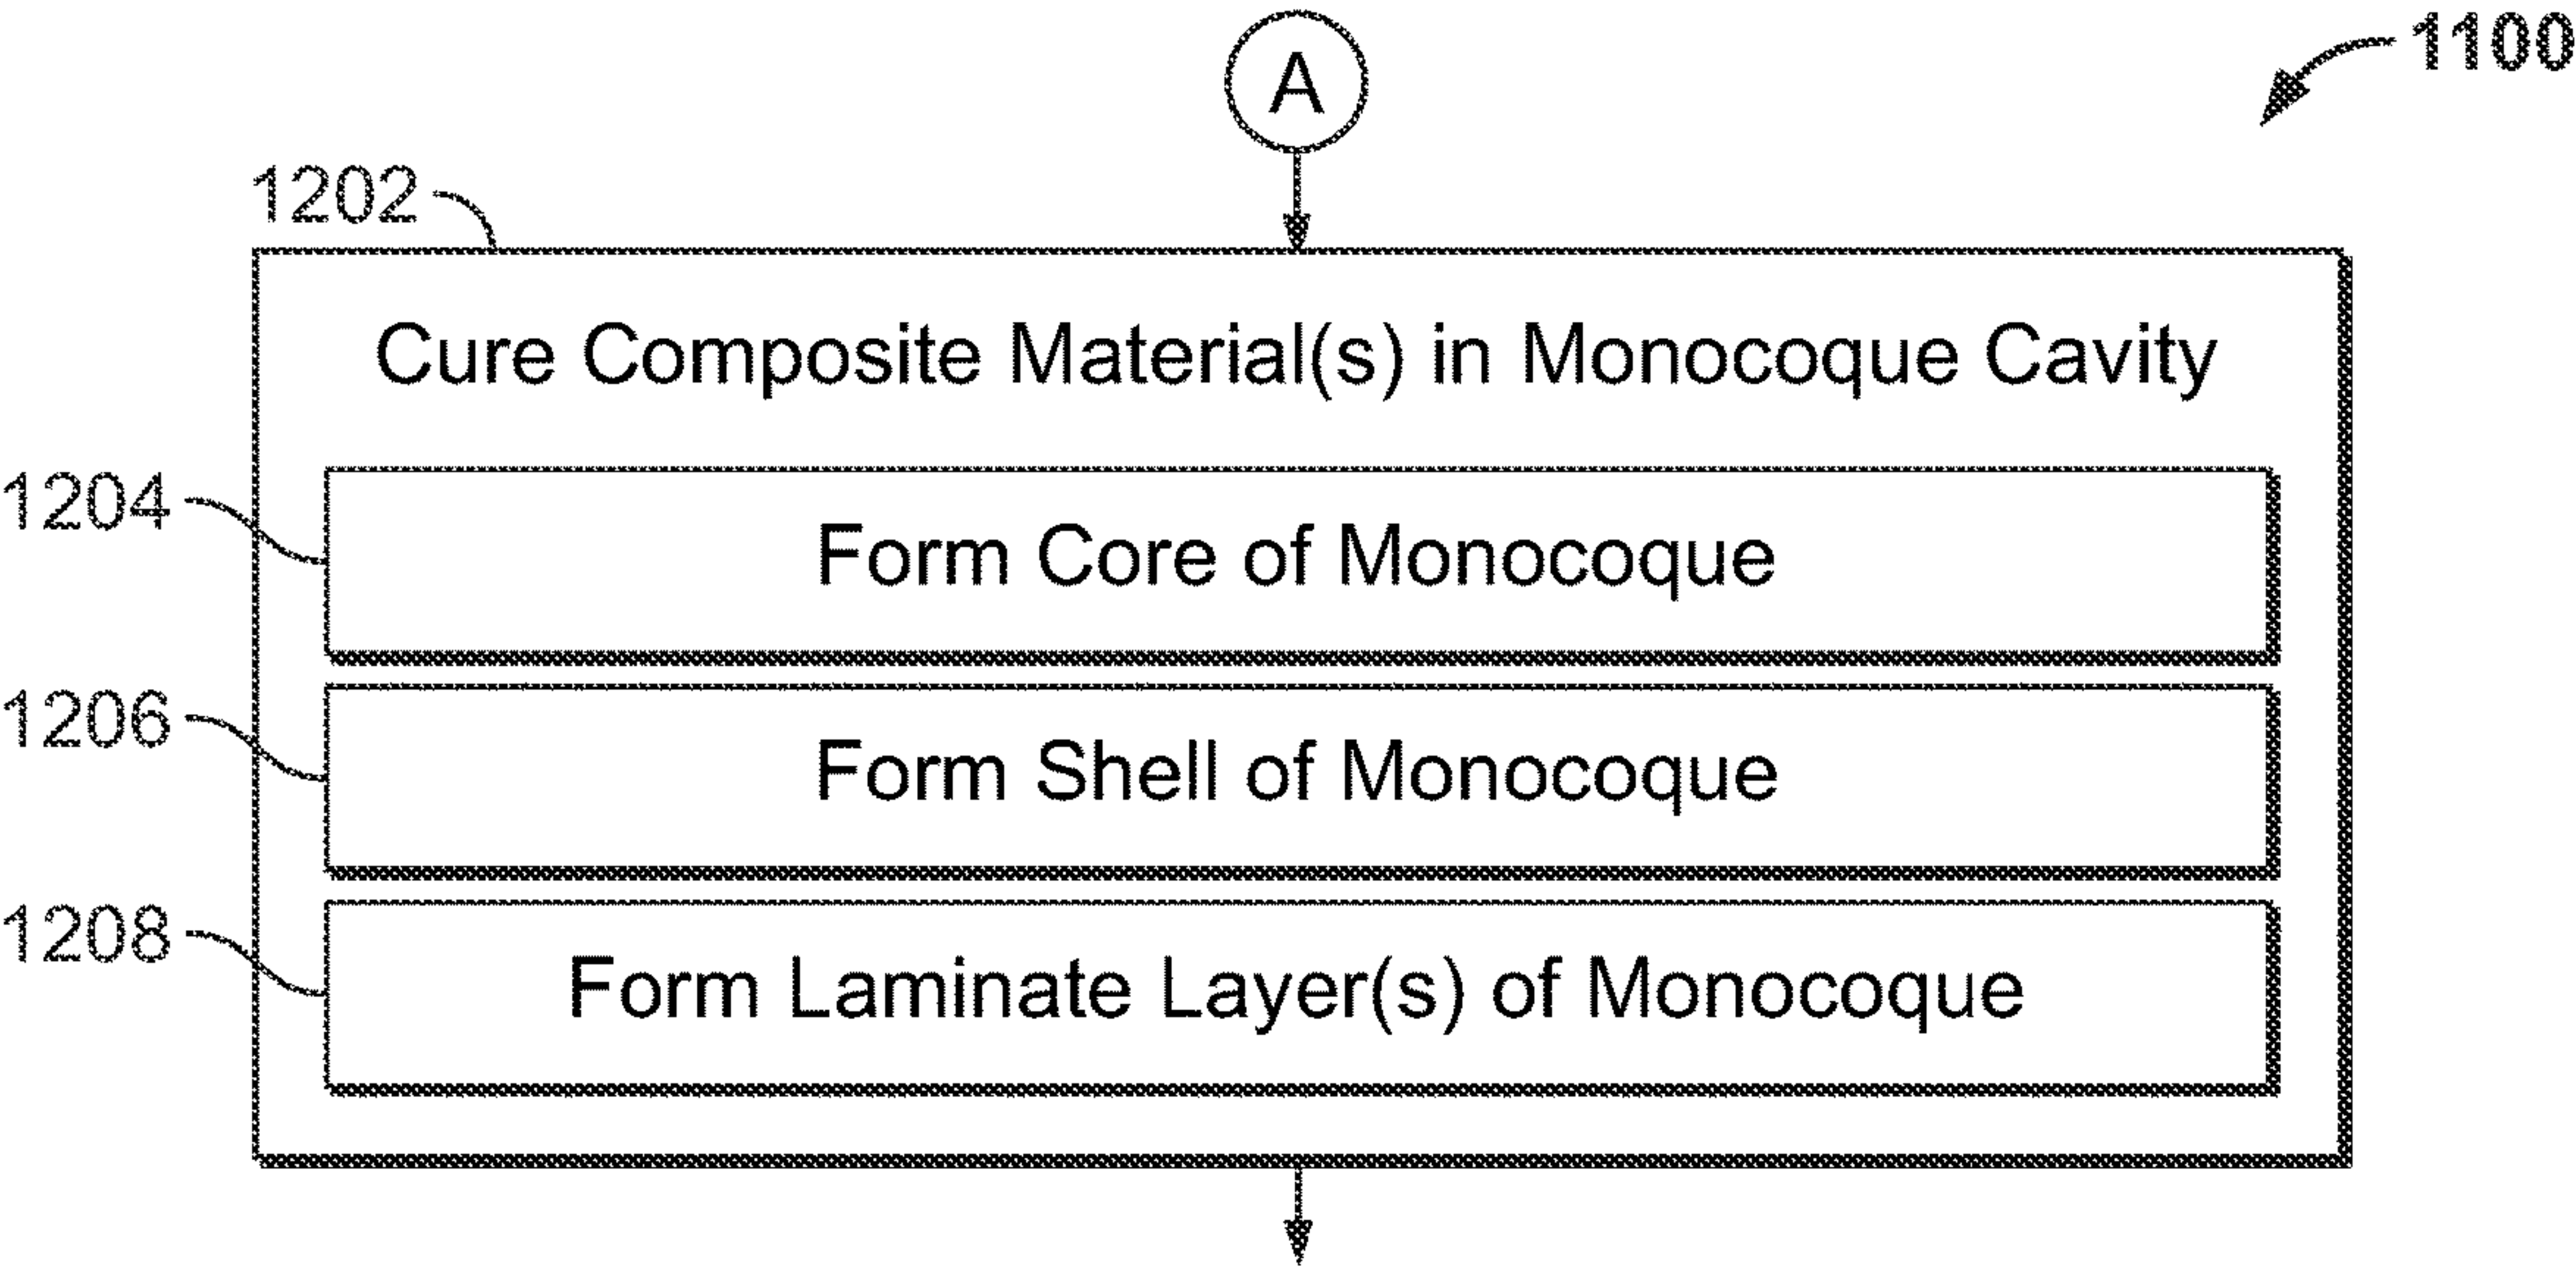 A
1100
1202
Cure Composite Material(s) in Monocoque Cavity
1204
Form Core of Monocoque
1206
Form Shell of Monocoque
1208
Form Laminate Layer(s) of Monocoque